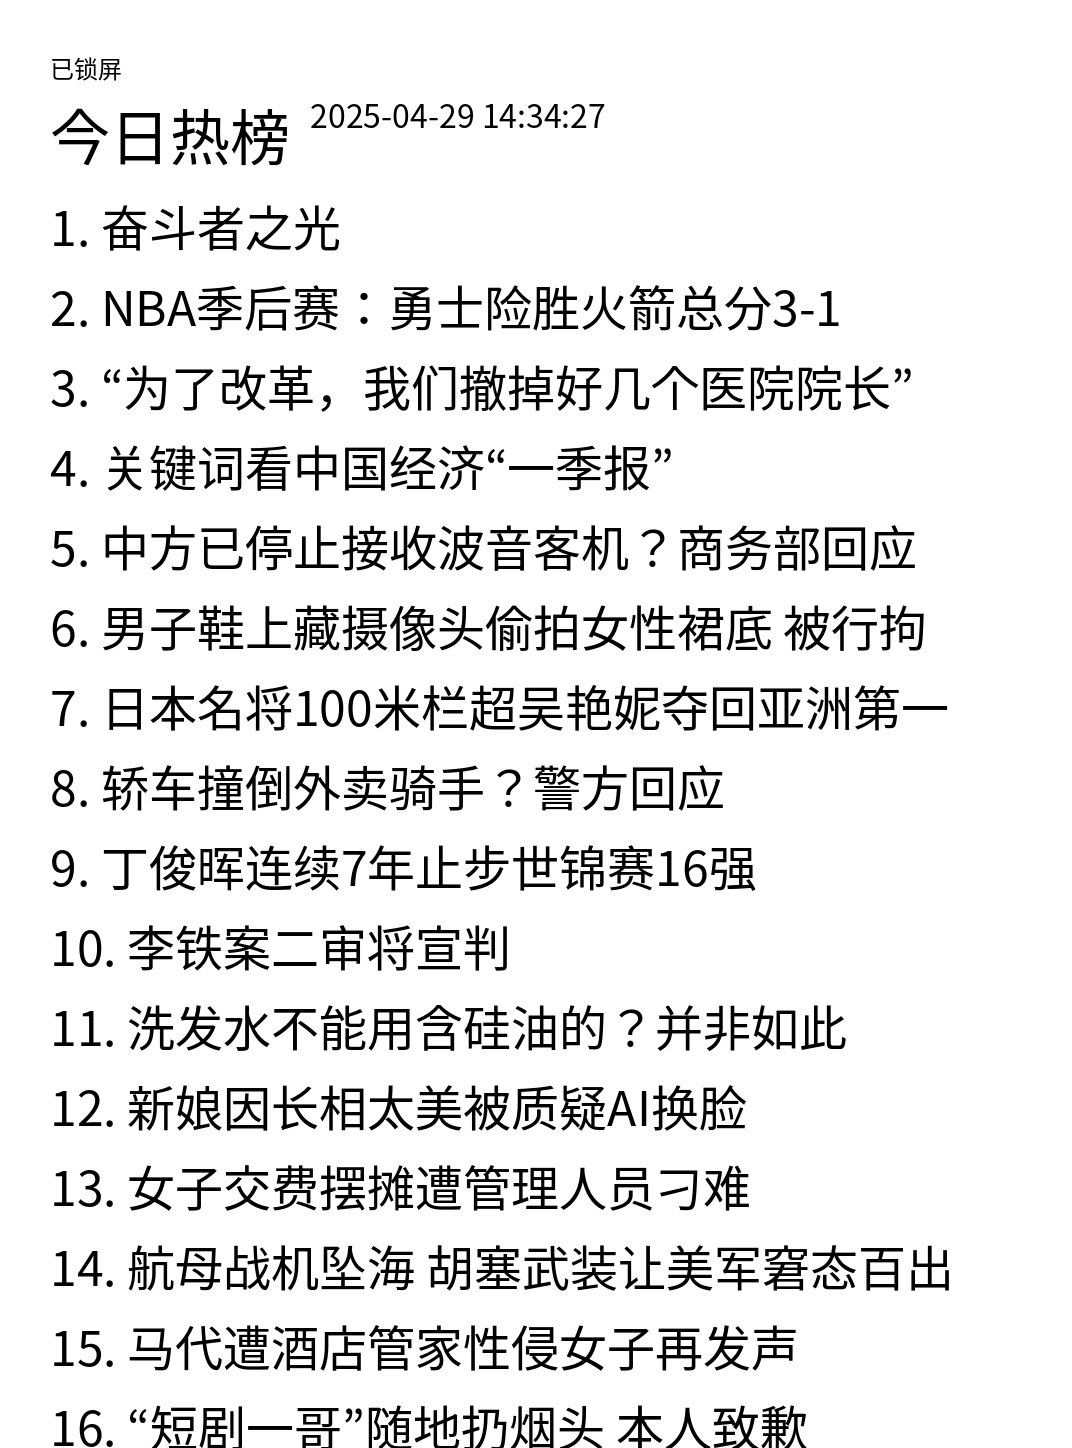 已锁屏
今日热榜 2025-04-29 14:34:27
1. 奋斗者之光
2. NBA季后赛：勇士险胜火箭总分3-1
3. “为了改革，我们撤掉好几个医院院长”
4. 关键词看中国经济“一季报”
5. 中方已停止接收波音客机？商务部回应
6. 男子鞋上藏摄像头偷拍女性裙底 被行拘
7. 日本名将100米栏超吴艳妮夺回亚洲第一
8. 轿车撞倒外卖骑手？警方回应
9. 丁俊晖连续7年止步世锦赛16强
10. 李铁案二审将宣判
11. 洗发水不能用含硅油的？并非如此
12. 新娘因长相太美被质疑AI换脸
13. 女子交费摆摊遭管理人员刁难
14. 航母战机坠海 胡塞武装让美军窘态百出
15. 马代遭酒店管家性侵女子再发声
16. “短剧一哥”随地扔烟头 本人致歉